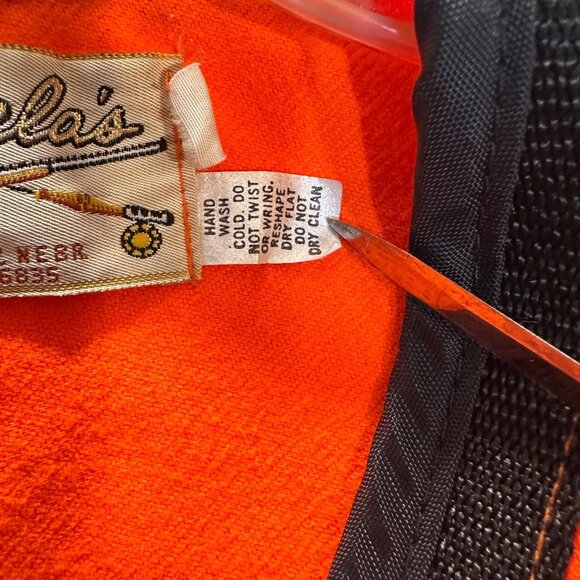 ela's
NEBR
6835
HAND
WASH
COLD. DO
NOT TWIST
OR WRING.
RESHAPE
DRY FLAT
DO NOT
DRY CLEAN